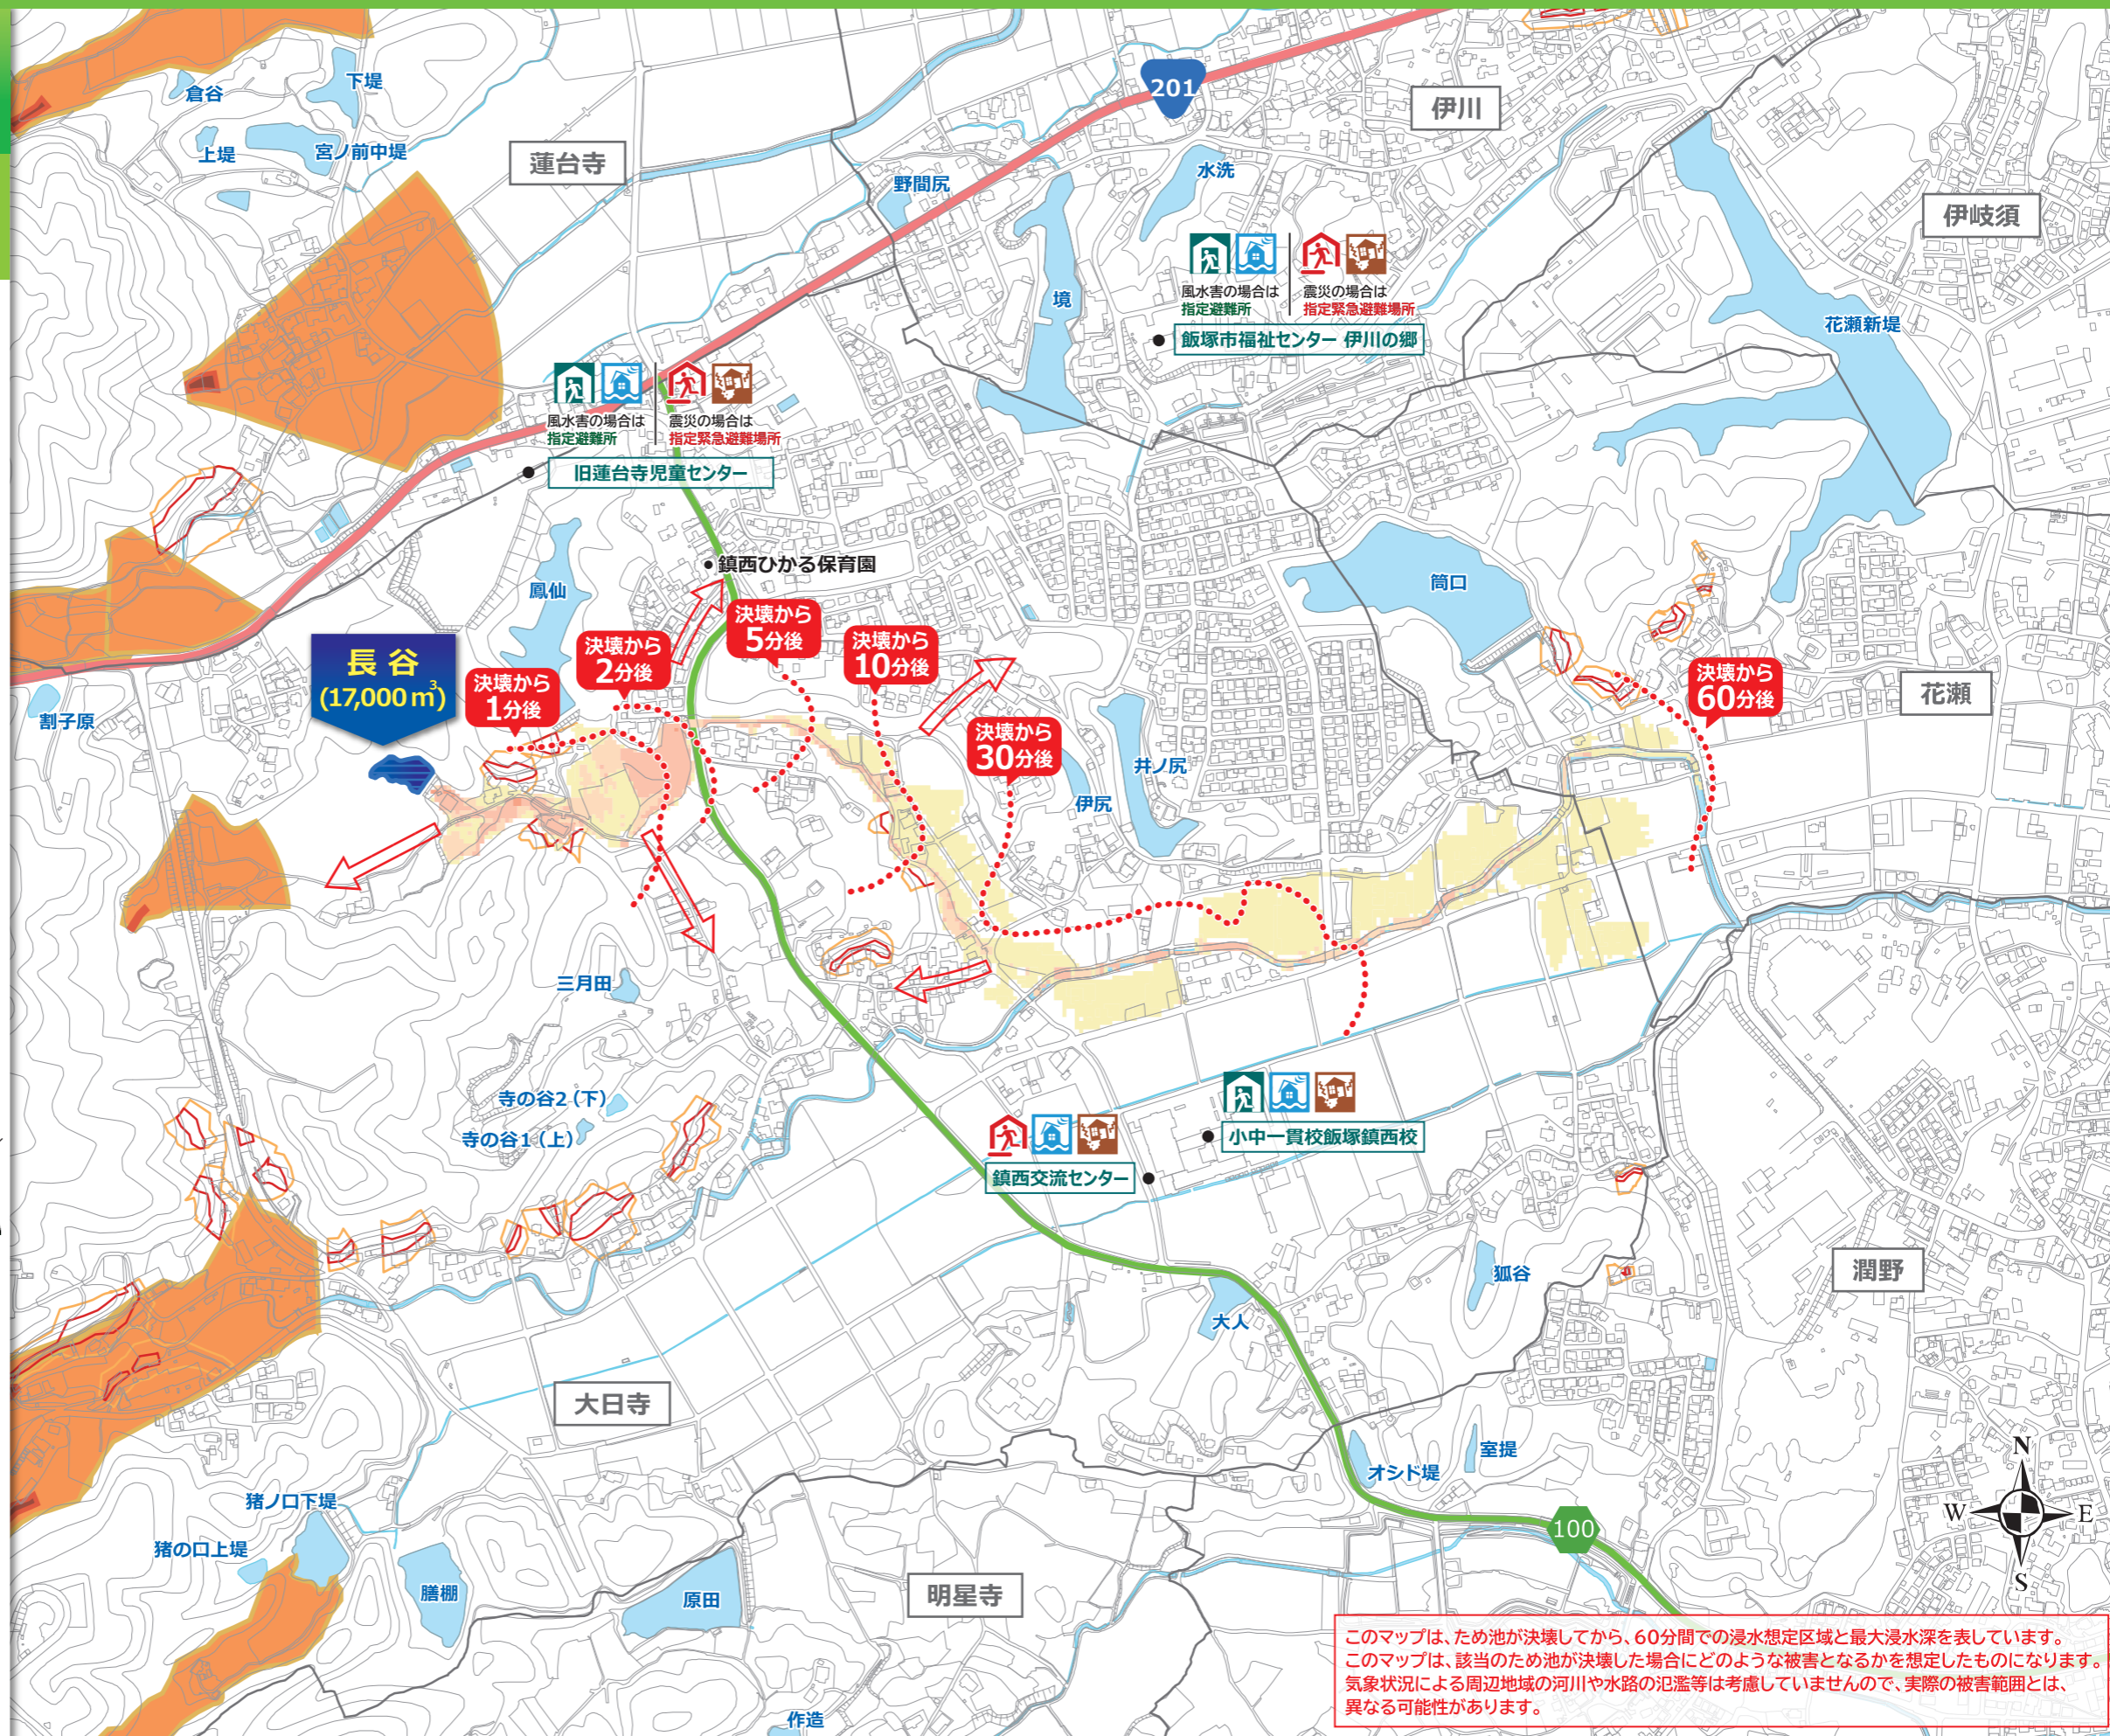 201
伊川
下堤
倉谷
上堤
宮ノ前中堤
蓮台寺
野間尻
水洗
伊岐須
境
風水害の場合は
指定避難所
震災の場合は
指定緊急避難場所
飯塚市福祉センター 伊川の郷
花瀬新堤
風水害の場合は
指定避難所
震災の場合は
指定緊急避難場所
旧蓮台寺児童センター
鎮西ひかる保育園
鳳仙
筒口
長谷
(17,000㎥)
決壊から
1分後
決壊から
2分後
決壊から
5分後
決壊から
10分後
決壊から
30分後
決壊から
60分後
花瀬
割子原
井ノ尻
伊尻
三月田
寺の谷2（下）
寺の谷1（上）
小中一貫校飯塚鎮西校
鎮西交流センター
狐谷
潤野
大人
大日寺
オシド堤
室提
猪ノ口下堤
猪の口上堤
膳棚
原田
明星寺
100
N
W
E
S
作造
このマップは、ため池が決壊してから、60分間での浸水想定区域と最大浸水深を表しています。
このマップは、該当のため池が決壊した場合にどのような被害となるかを想定したものになります。
気象状況による周辺地域の河川や水路の氾濫等は考慮していませんので、実際の被害範囲とは、
異なる可能性があります。